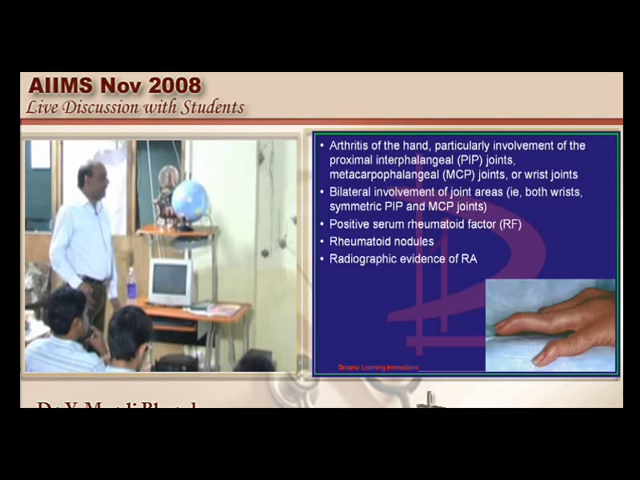 AIIMS Nov 2008
Live Discussion with Students
• Arthritis of the hand, particularly involvement of the
proximal interphalangeal (PIP) joints,
metacarpophalangeal (MCP) joints, or wrist joints
• Bilateral involvement of joint areas (ie, both wrists,
symmetric PIP and MCP joints)
• Positive serum rheumatoid factor (RF)
• Rheumatoid nodules
• Radiographic evidence of RA
Learning Innovations